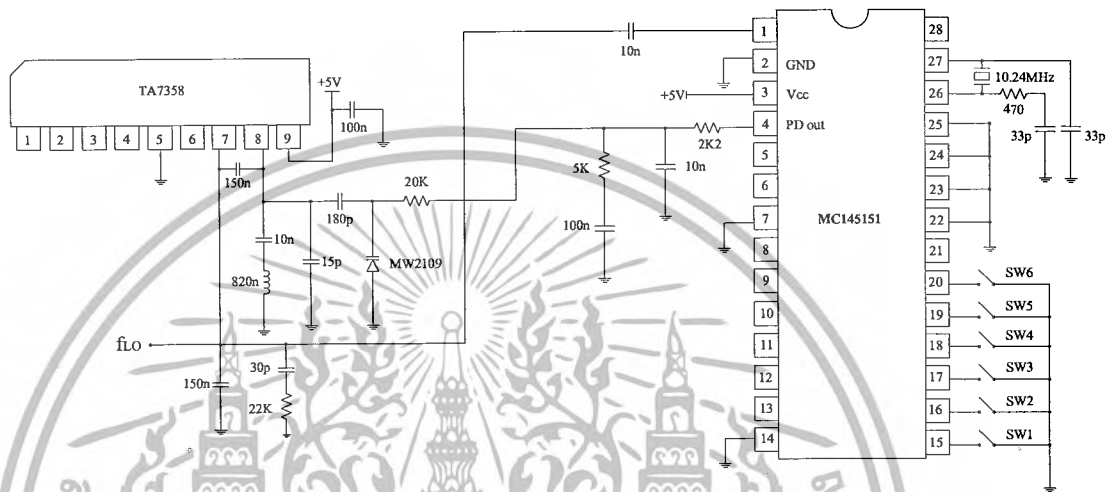 TA7358
1 2 3 4 5 6 7 8 9
+5V
100n
150n
10n
820n
15p
180p
MW2109
20K
fLO
150n
30p
22K
10n
+5V
2K2
5K
10n
100n
MC145151
1
2 GND
3 Vcc
4 PD out
5
6
7
8
9
10
11
12
13
14
28
27
26
25
24
23
22
21
20
19
18
17
16
15
10.24MHz
470
33p
33p
SW6
SW5
SW4
SW3
SW2
SW1